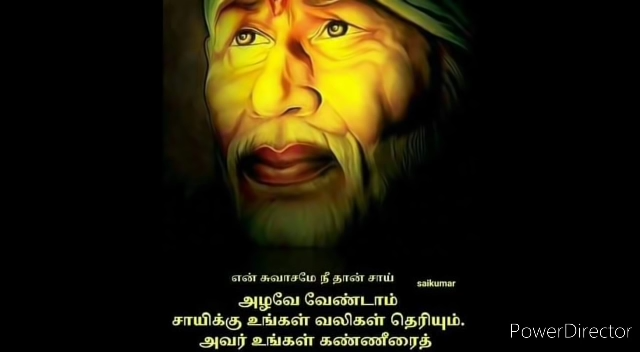 என் சுவாசமே நீ தான் சாய்
saikumar
அழவே வேண்டாம்
சாயிக்கு உங்கள் வலிகள் தெரியும்.
அவர் உங்கள் கண்ணீரைத்
PowerDirector